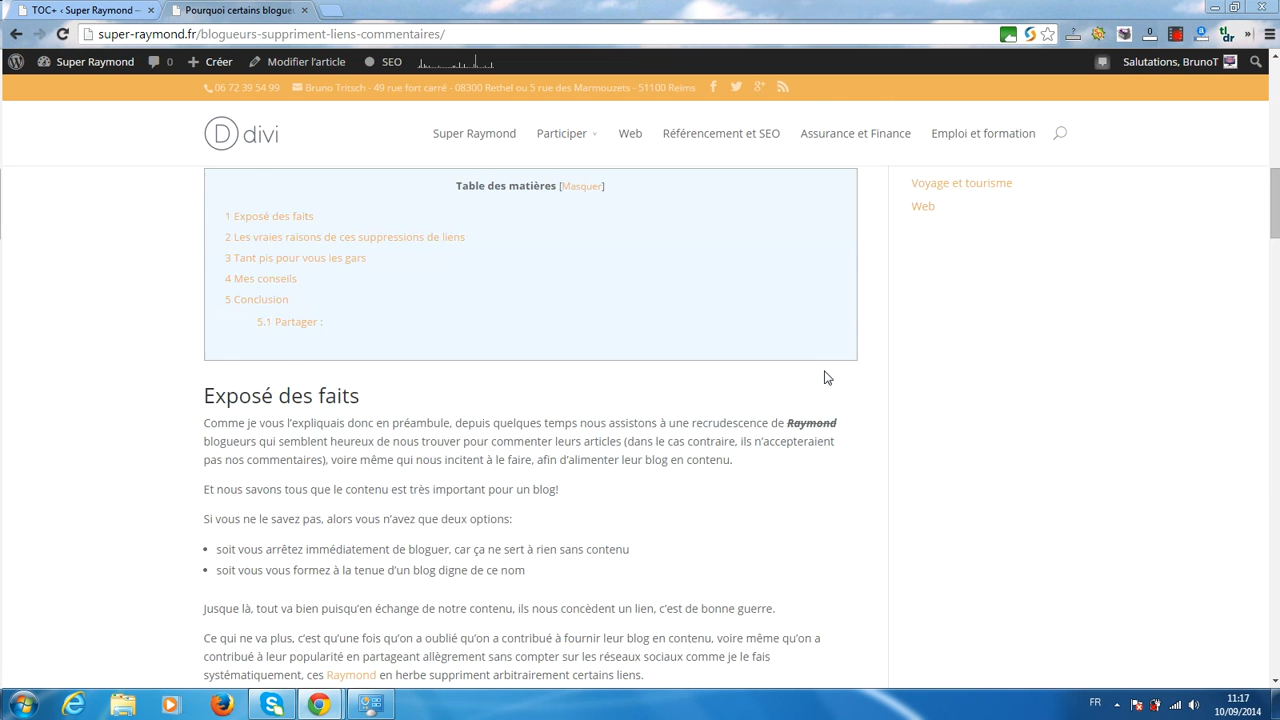 TOC+ ‹ Super Raymond —
Pourquoi certains blogueu
super-raymond.fr/blogueurs-suppriment-liens-commentaires/
Super Raymond 0 Créer Modifier l'article SEO Salutations, BrunoT
06 72 39 54 99 Bruno Tritsch - 49 rue fort carré - 08300 Rethel ou 5 rue des Marmouzets - 51100 Reims
D divi Super Raymond Participer Web Référencement et SEO Assurance et Finance Emploi et formation
Table des matières [Masquer]
1 Exposé des faits
2 Les vraies raisons de ces suppressions de liens
3 Tant pis pour vous les gars
4 Mes conseils
5 Conclusion
5.1 Partager :
Voyage et tourisme
Web
Exposé des faits
Comme je vous l'expliquais donc en préambule, depuis quelques temps nous assistons à une recrudescence de Raymond
blogueurs qui semblent heureux de nous trouver pour commenter leurs articles (dans le cas contraire, ils n'accepteraient
pas nos commentaires), voire même qui nous incitent à le faire, afin d'alimenter leur blog en contenu.
Et nous savons tous que le contenu est très important pour un blog!
Si vous ne le savez pas, alors vous n'avez que deux options:
• soit vous arrêtez immédiatement de bloguer, car ça ne sert à rien sans contenu
• soit vous vous formez à la tenue d'un blog digne de ce nom
Jusque là, tout va bien puisqu'en échange de notre contenu, ils nous concèdent un lien, c'est de bonne guerre.
Ce qui ne va plus, c'est qu'une fois qu'on a oublié qu'on a contribué à fournir leur blog en contenu, voire même qu'on a
contribué à leur popularité en partageant allègrement sans compter sur les réseaux sociaux comme je le fais
systématiquement, ces Raymond en herbe suppriment arbitrairement certains liens.
FR
11:17
10/09/2014